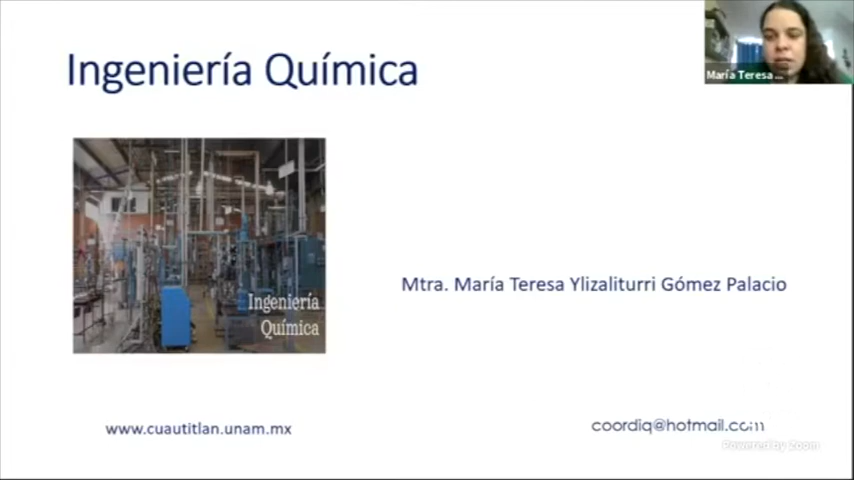 Ingeniería Química
María Teresa ...
Ingeniería
Química
Mtra. María Teresa Ylizaliturri Gómez Palacio
www.cuautitlan.unam.mx
coordiq@hotmail.com
Powered by Zoom